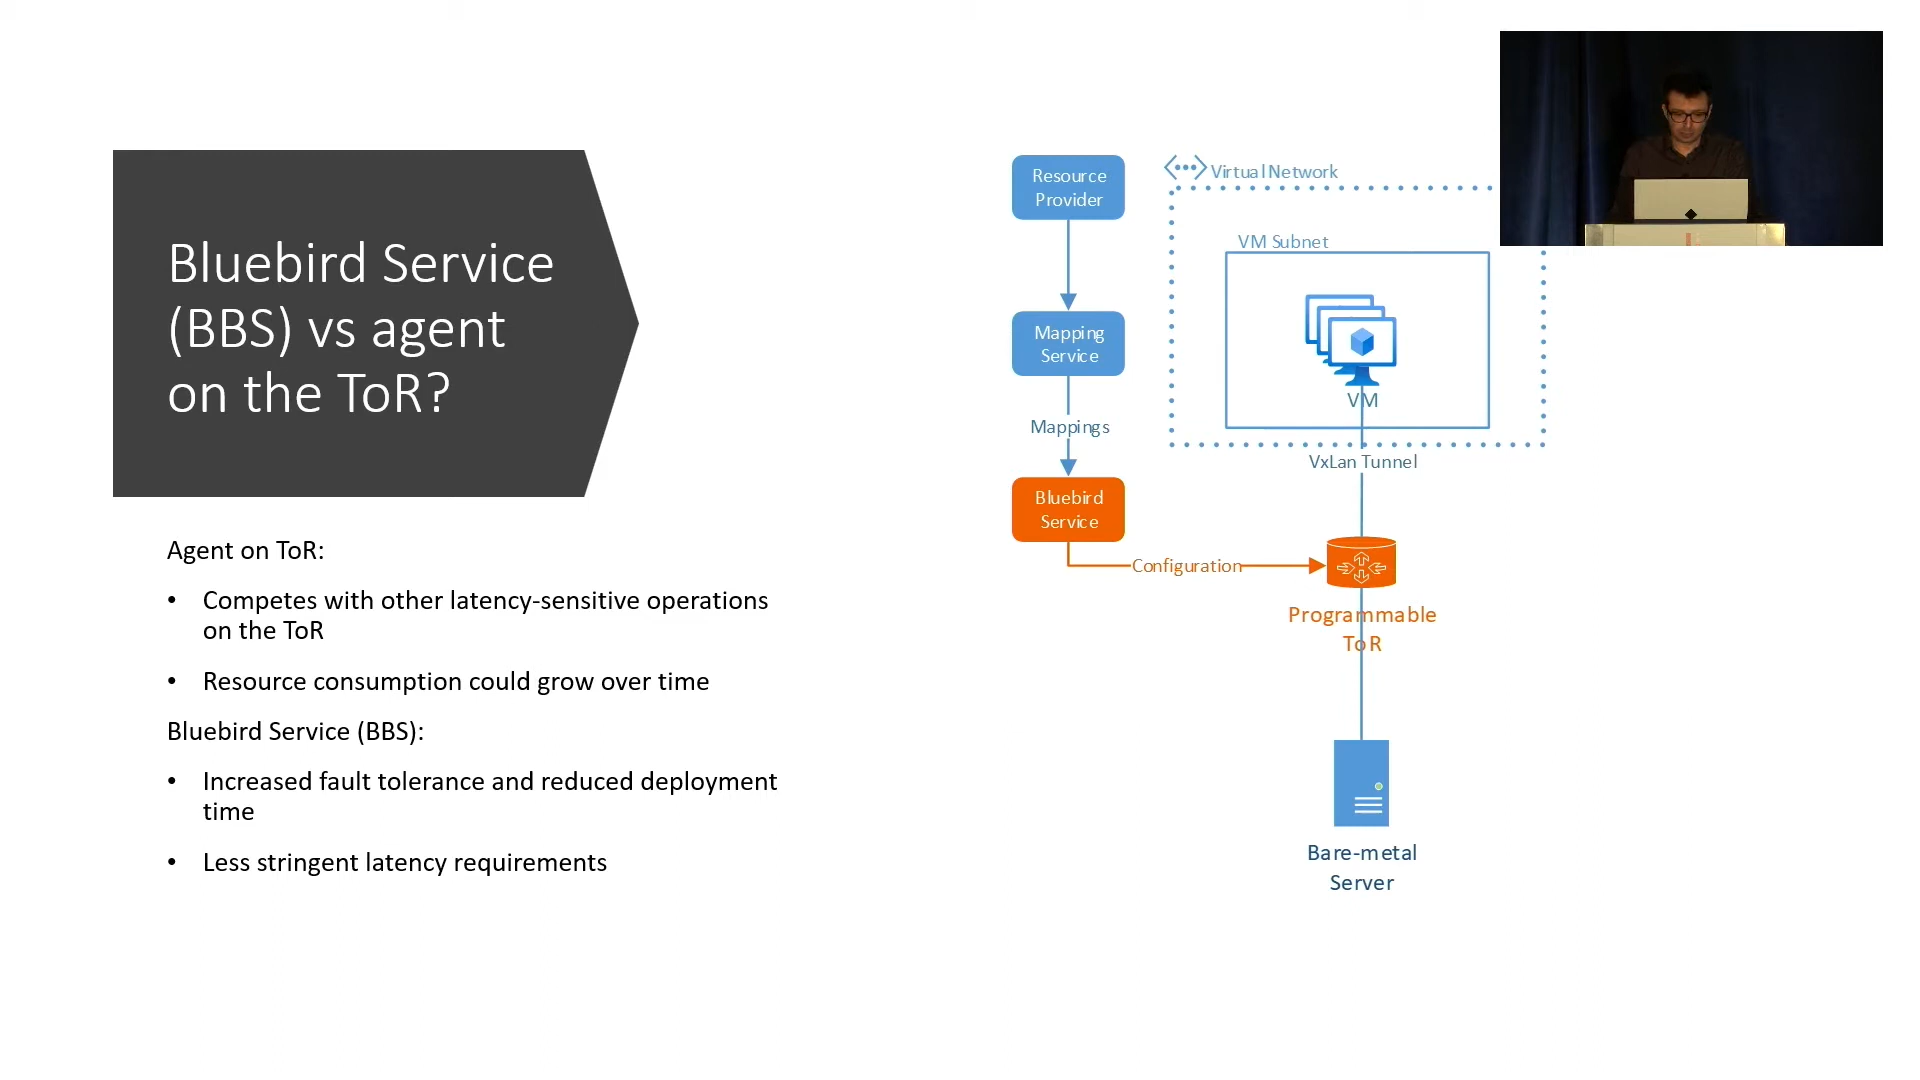 Bluebird Service
(BBS) vs agent
on the ToR?
Agent on ToR:
• Competes with other latency-sensitive operations
on the ToR
• Resource consumption could grow over time
Bluebird Service (BBS):
• Increased fault tolerance and reduced deployment
time
• Less stringent latency requirements
Resource
Provider
Mapping
Service
Mappings
Bluebird
Service
Configuration
Virtual Network
VM Subnet
VM
VxLan Tunnel
Programmable
ToR
Bare-metal
Server